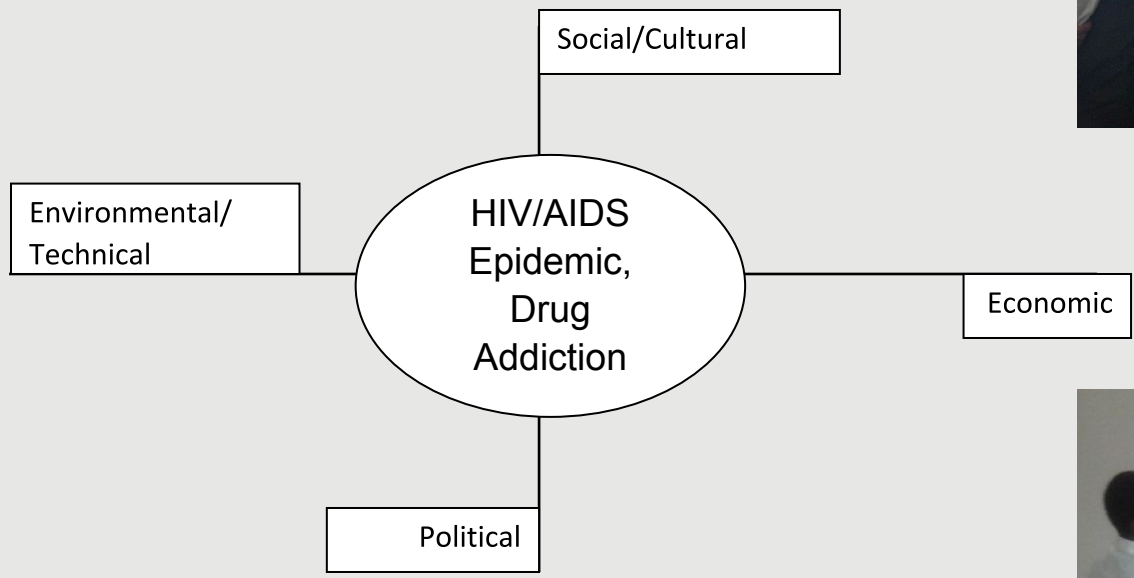 Social/Cultural
Environmental/
Technical
HIV/AIDS
Epidemic,
Drug
Addiction
Economic
Political